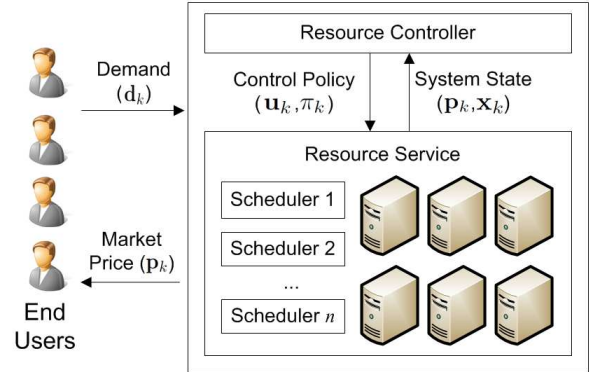 Resource Controller
Demand
(d_k)
Control Policy
(u_k,π_k)
System State
(p_k,x_k)
Resource Service
Scheduler 1
Scheduler 2
...
Scheduler n
Market
Price (p_k)
End
Users